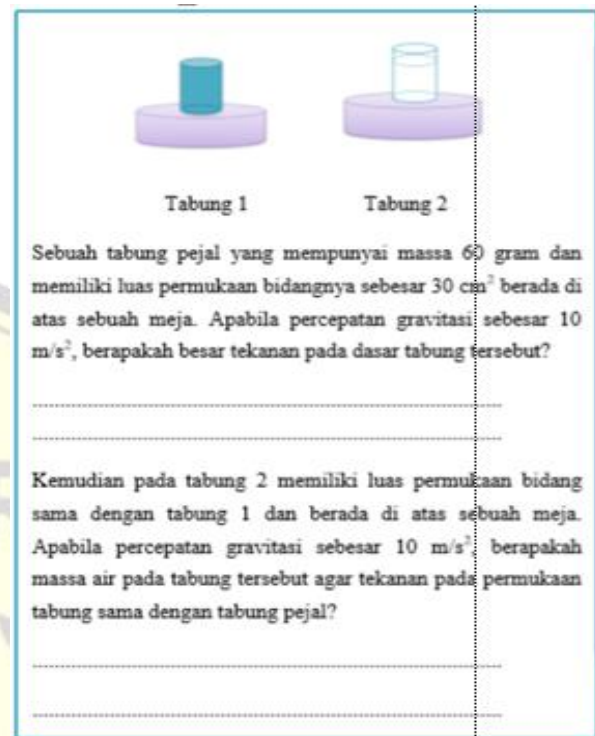 Tabung 1 Tabung 2
Sebuah tabung pejal yang mempunyai massa 60 gram dan
memiliki luas permukaan bidangnya sebesar 30 cm² berada di
atas sebuah meja. Apabila percepatan gravitasi sebesar 10
m/s², berapakah besar tekanan pada dasar tabung tersebut?
Kemudian pada tabung 2 memiliki luas permukaan bidang
sama dengan tabung 1 dan berada di atas sebuah meja.
Apabila percepatan gravitasi sebesar 10 m/s², berapakah
massa air pada tabung tersebut agar tekanan pada permukaan
tabung sama dengan tabung pejal?